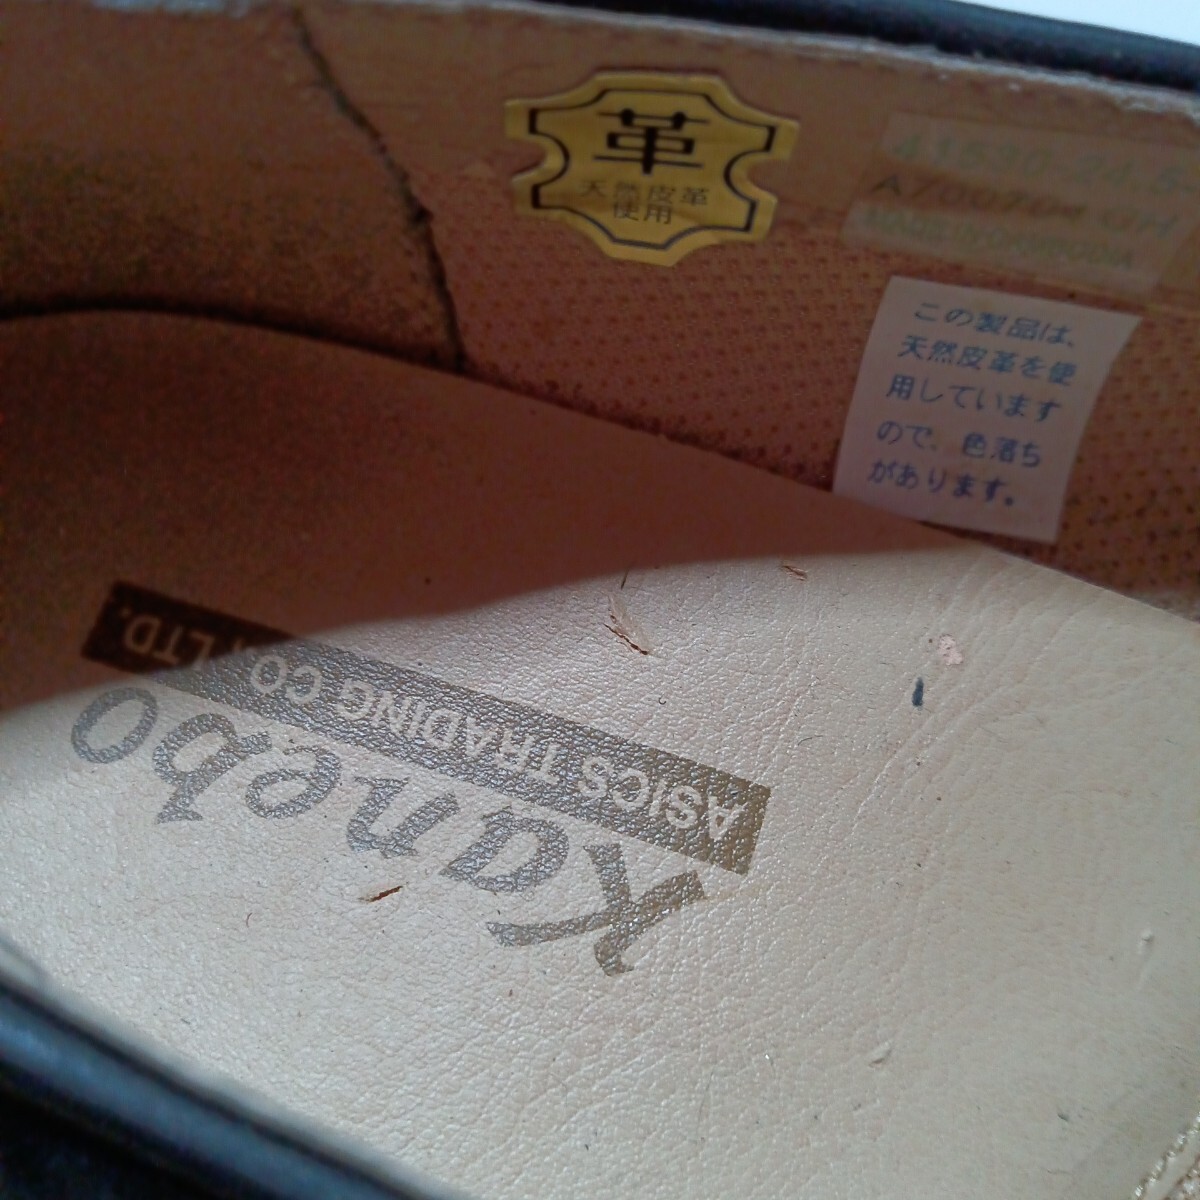 革
天然皮革
使用
この製品は、
天然皮革を使
用しています
ので、色落ち
があります。
Kanebo
ASICS TRADING CO., LTD.